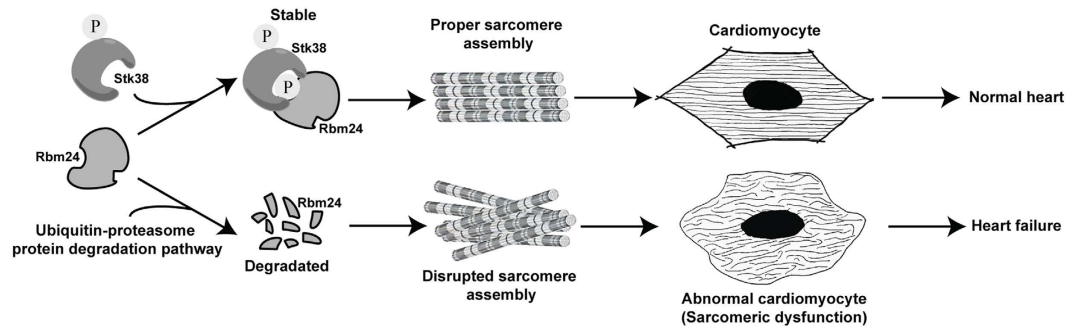 P
Stk38
Stable
P
Stk38
P
Rbm24
Proper sarcomere
assembly
Cardiomyocyte
Normal heart
Rbm24
Ubiquitin-proteasome
protein degradation pathway
Rbm24
Degraded
Disrupted sarcomere
assembly
Abnormal cardiomyocyte
(Sarcomeric dysfunction)
Heart failure